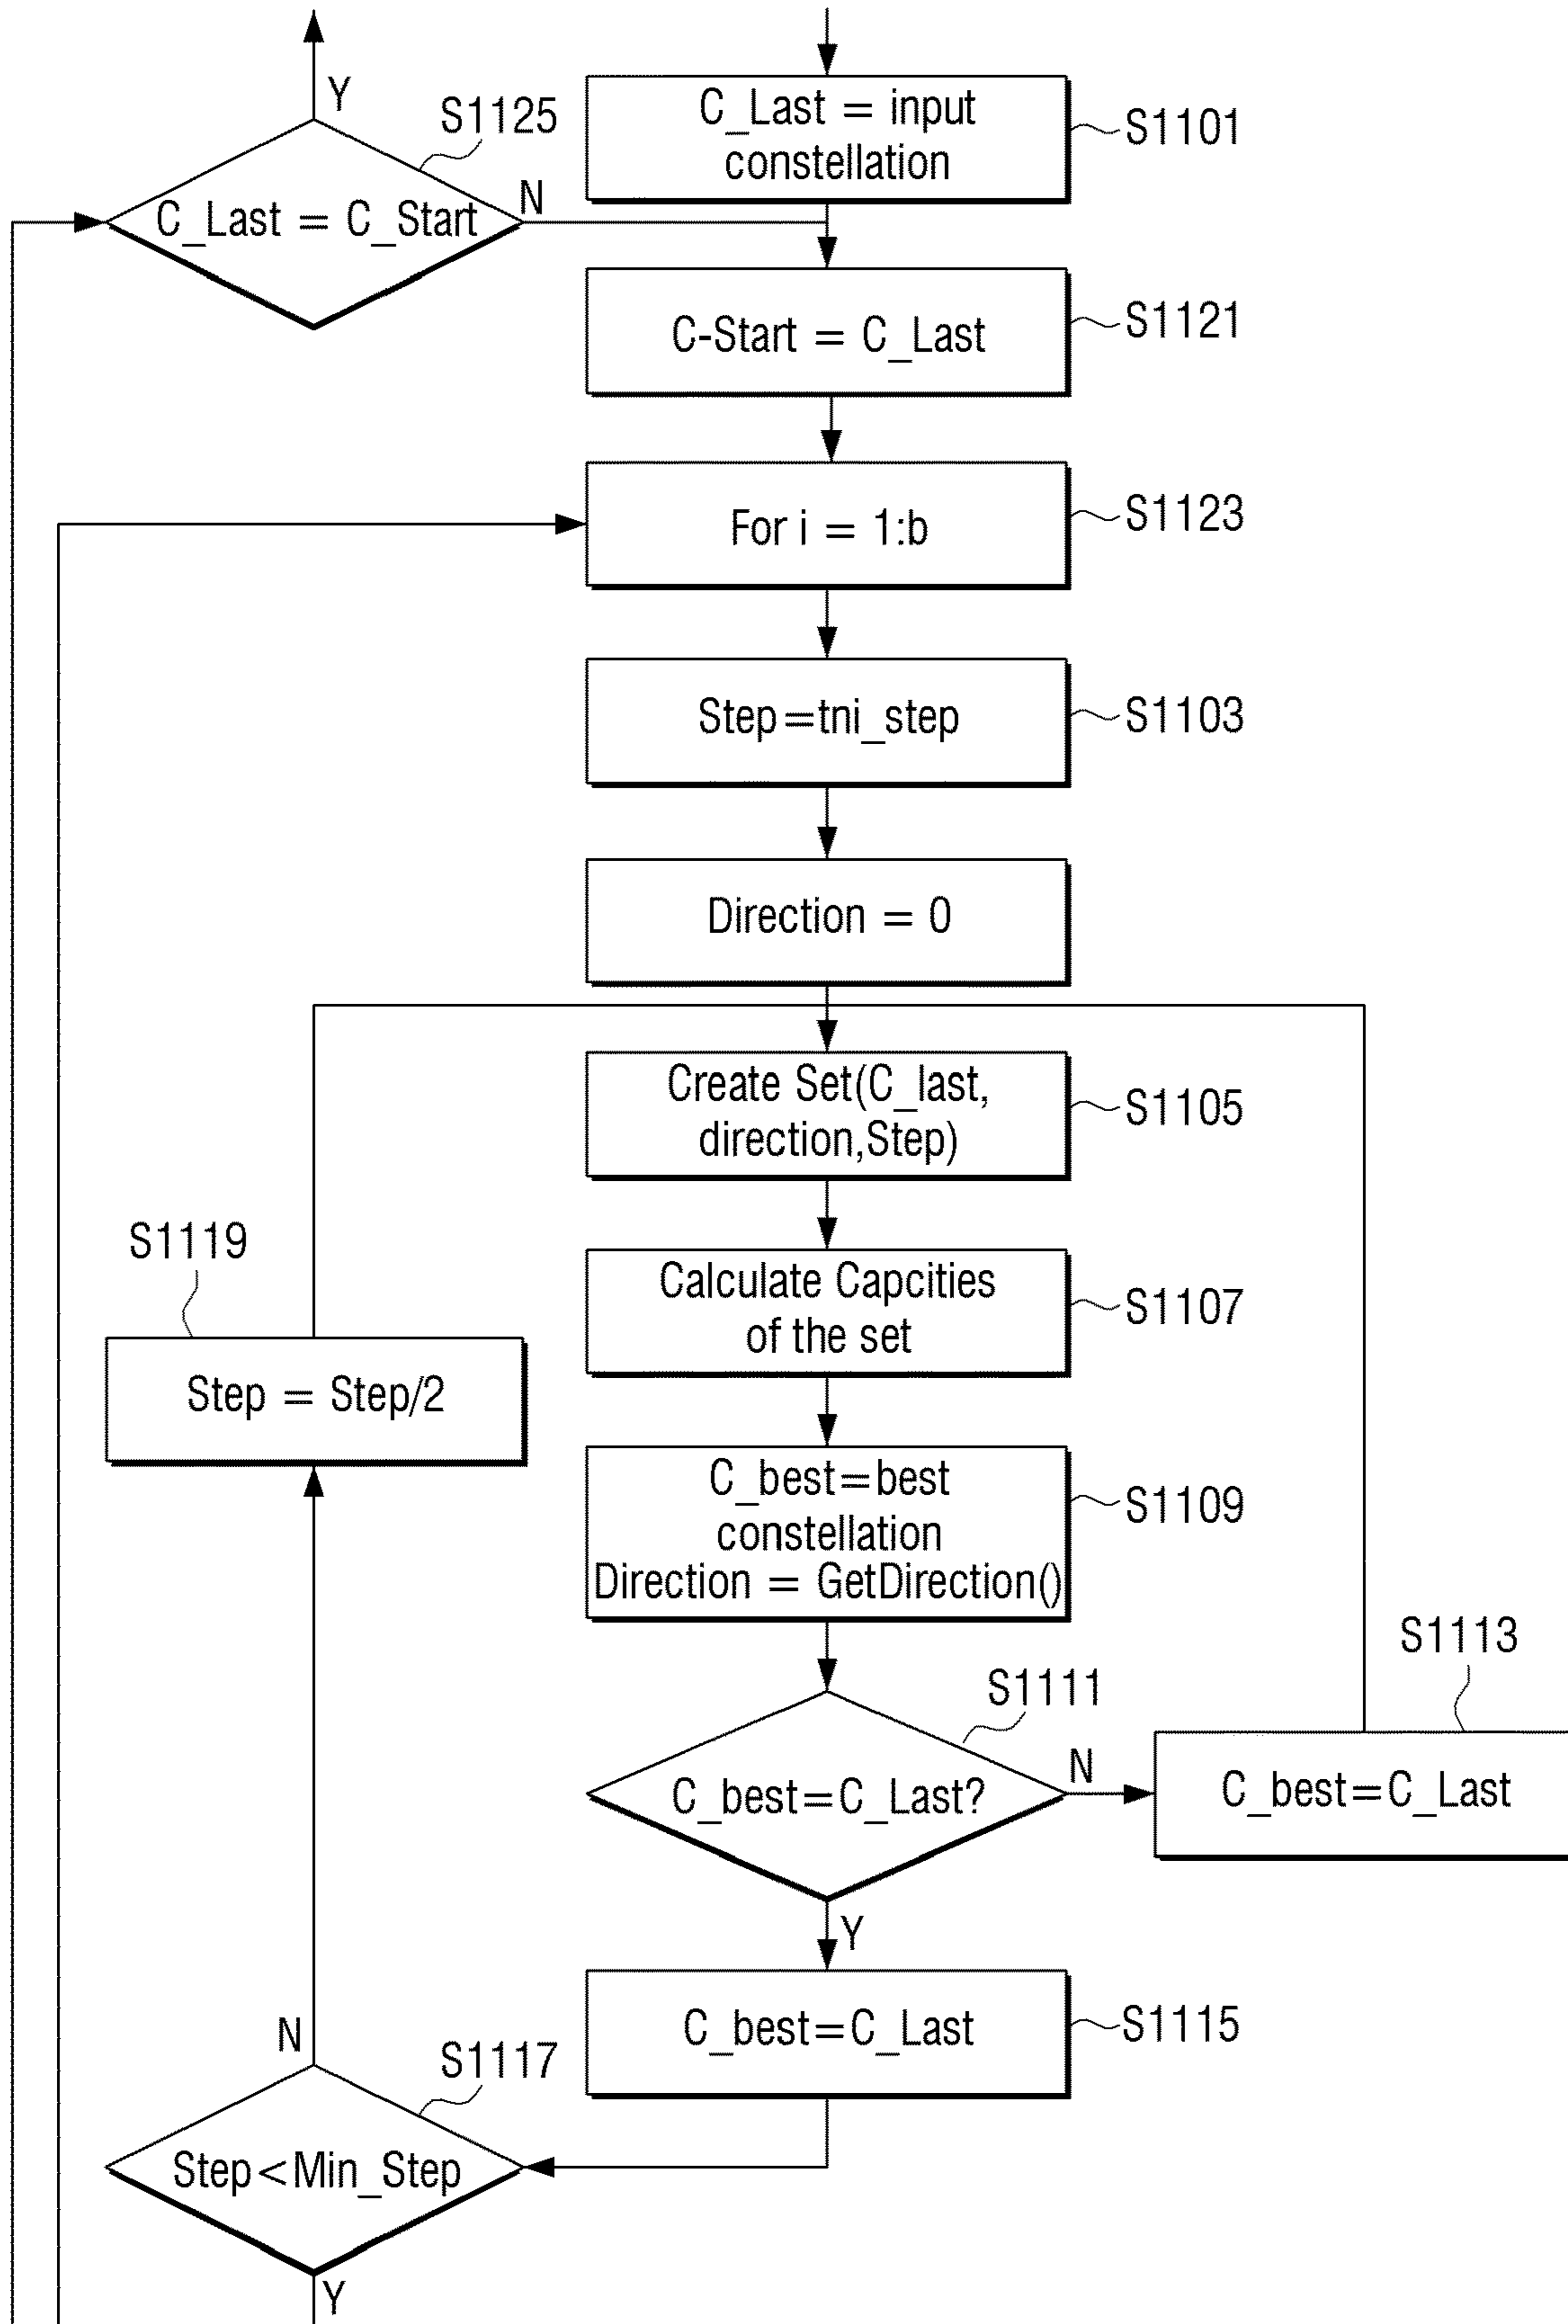 Y
S1125
C_Last = C_Start
N
C_Last = input
constellation
S1101
C-Start = C_Last
S1121
For i = 1:b
S1123
Step=tni_step
S1103
Direction = 0
Create Set(C_last,
direction,Step)
S1105
S1119
Step = Step/2
Calculate Capcities
of the set
S1107
C_best=best
constellation
Direction = GetDirection()
S1109
S1111
C_best=C_Last?
N
S1113
C_best=C_Last
Y
C_best=C_Last
S1115
N
S1117
Step<Min_Step
Y